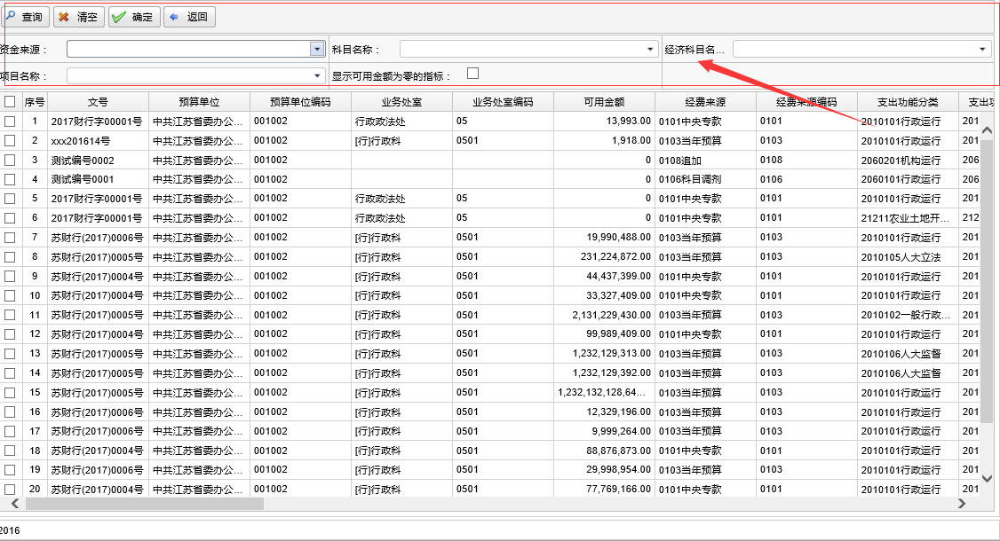 查询 清空 确定 返回
资金来源： 科目名称： 经济科目名...
项目名称： 显示可用金额为零的指标：
序号 文号 预算单位 预算单位编码 业务处室 业务处室编码 可用金额 经费来源 经费来源编码 支出功能分类 支出功
1 2017财行字00001号 中共江苏省委办公... 001002 行政政法处 05 13,993.00 0101中央专款 0101 2010101行政运行 201
2 xxx201614号 中共江苏省委办公... 001002 [行]行政科 0501 1,918.00 0103当年预算 0103 2010101行政运行 201
3 测试编号0002 中共江苏省委办公... 001002 0 0108追加 0108 2060201机构运行 206
4 测试编号0001 中共江苏省委办公... 001002 0 0106科目调剂 0106 2060101行政运行 206
5 2017财行字00001号 中共江苏省委办公... 001002 行政政法处 05 0 0101中央专款 0101 2010101行政运行 201
6 2017财行字00001号 中共江苏省委办公... 001002 行政政法处 05 0 0101中央专款 0101 21211农业土地开... 212
7 苏财行(2017)0006号 中共江苏省委办公... 001002 [行]行政科 0501 19,990,488.00 0103当年预算 0103 2010101行政运行 201
8 苏财行(2017)0005号 中共江苏省委办公... 001002 [行]行政科 0501 231,224,872.00 0103当年预算 0103 2010105人大立法 201
9 苏财行(2017)0004号 中共江苏省委办公... 001002 [行]行政科 0501 44,437,399.00 0101中央专款 0101 2010101行政运行 201
10 苏财行(2017)0004号 中共江苏省委办公... 001002 [行]行政科 0501 33,327,409.00 0101中央专款 0101 2010101行政运行 201
11 苏财行(2017)0005号 中共江苏省委办公... 001002 [行]行政科 0501 2,131,229,430.00 0103当年预算 0103 2010102一般行政... 201
12 苏财行(2017)0004号 中共江苏省委办公... 001002 [行]行政科 0501 99,989,409.00 0101中央专款 0101 2010101行政运行 201
13 苏财行(2017)0005号 中共江苏省委办公... 001002 [行]行政科 0501 1,232,129,313.00 0103当年预算 0103 2010106人大监督 201
14 苏财行(2017)0005号 中共江苏省委办公... 001002 [行]行政科 0501 1,232,129,392.00 0103当年预算 0103 2010106人大监督 201
15 苏财行(2017)0005号 中共江苏省委办公... 001002 [行]行政科 0501 1,232,132,128,64... 0103当年预算 0103 2010101行政运行 201
16 苏财行(2017)0006号 中共江苏省委办公... 001002 [行]行政科 0501 12,329,196.00 0103当年预算 0103 2010101行政运行 201
17 苏财行(2017)0006号 中共江苏省委办公... 001002 [行]行政科 0501 9,999,264.00 0103当年预算 0103 2010101行政运行 201
18 苏财行(2017)0004号 中共江苏省委办公... 001002 [行]行政科 0501 88,876,873.00 0101中央专款 0101 2010101行政运行 201
19 苏财行(2017)0006号 中共江苏省委办公... 001002 [行]行政科 0501 29,998,954.00 0103当年预算 0103 2010101行政运行 201
20 苏财行(2017)0004号 中共江苏省委办公... 001002 [行]行政科 0501 77,769,166.00 0101中央专款 0101 2010101行政运行 201
2016